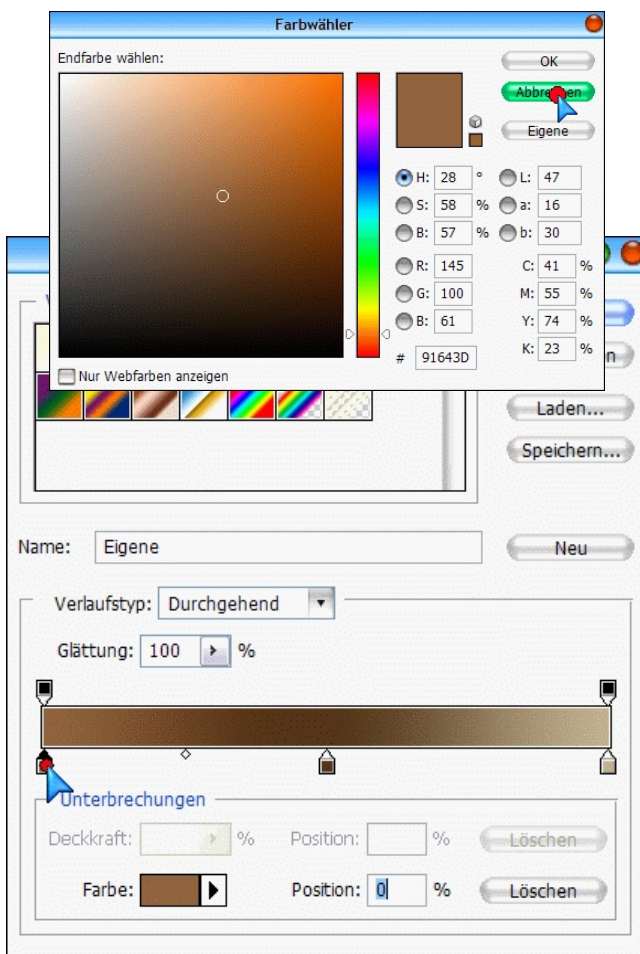 Farbwähler
Endfarbe wählen:
OK
Eigene
H: 28 ° L: 47
S: 58 % a: 16
B: 57 % b: 30
R: 145 C: 41 %
G: 100 M: 55 %
B: 61 Y: 74 %
# 91643D K: 23 %
Nur Webfarben anzeigen
Laden...
Speichern...
Name: Eigene Neu
Verlaufstyp: Durchgehend
Glättung: 100 %
Unterbrechungen
Deckkraft: % Position: % Löschen
Farbe: Position: 0 % Löschen